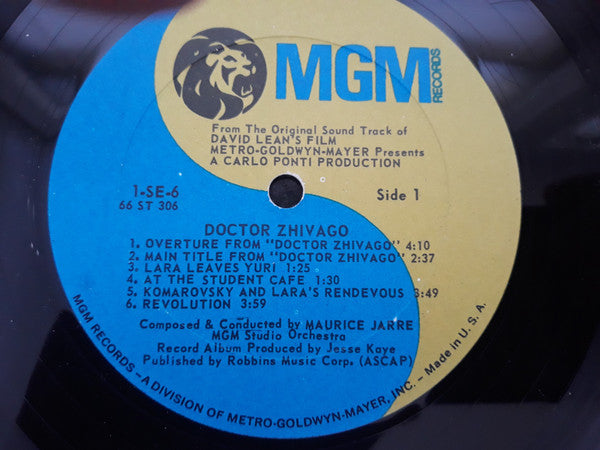 MGM
RECORDS
From The Original Sound Track of
DAVID LEAN'S FILM
METRO-GOLDWYN-MAYER Presents
A CARLO PONTI PRODUCTION
1-SE-6
66 ST 306
Side 1
DOCTOR ZHIVAGO
1. OVERTURE FROM "DOCTOR ZHIVAGO" 4:10
2. MAIN TITLE FROM "DOCTOR ZHIVAGO" 2:37
3. LARA LEAVES YURI 1:25
4. AT THE STUDENT CAFE 1:30
5. KOMAROVSKY AND LARA'S RENDEVOUS 3:49
6. REVOLUTION 3:59
Composed & Conducted by MAURICE JARRE
MGM Studio Orchestra
Record Album Produced by Jesse Kaye
Published by Robbins Music Corp. (ASCAP)
MGM RECORDS – A DIVISION OF METRO-GOLDWYN-MAYER, INC. – Made in U. S. A.